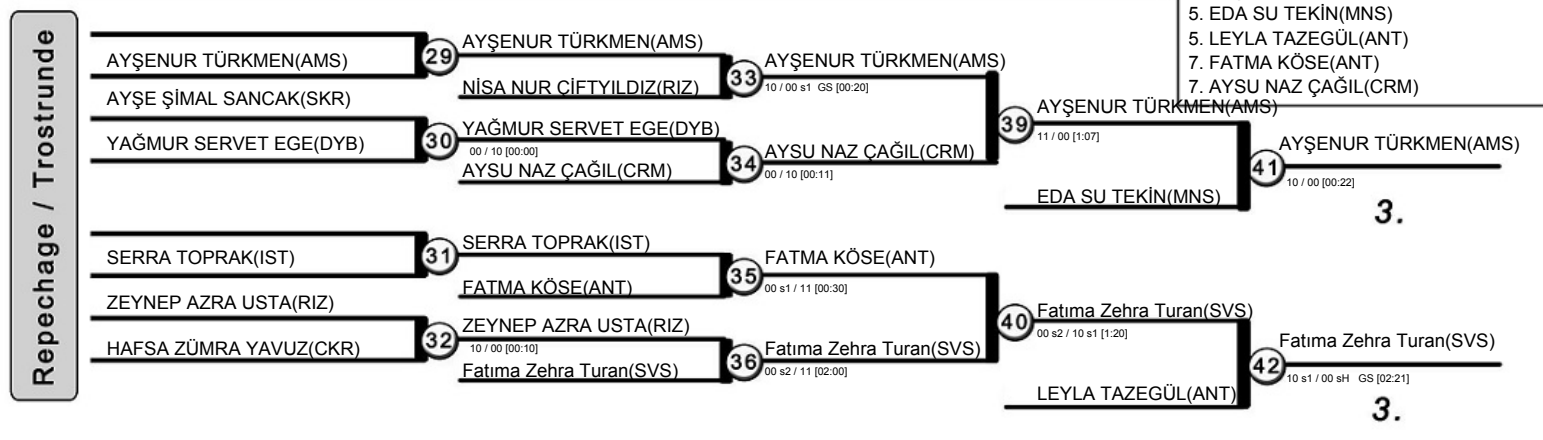 Repechage / Trostrunde
5. EDA SU TEKİN(MNS)
5. LEYLA TAZEGÜL(ANT)
7. FATMA KÖSE(ANT)
7. AYSU NAZ ÇAĞIL(CRM)
AYŞENUR TÜRKMEN(AMS)
AYŞE ŞİMAL SANCAK(SKR)
YAĞMUR SERVET EGE(DYB)
SERRA TOPRAK(IST)
ZEYNEP AZRA USTA(RIZ)
HAFSA ZÜMRA YAVUZ(CKR)
29
30
31
32
AYŞENUR TÜRKMEN(AMS)
NİSA NUR ÇİFTYILDIZ(RIZ)
YAĞMUR SERVET EGE(DYB)
00 / 10 [00:00]
AYSU NAZ ÇAĞIL(CRM)
SERRA TOPRAK(IST)
FATMA KÖSE(ANT)
ZEYNEP AZRA USTA(RIZ)
10 / 00 [00:10]
Fatıma Zehra Turan(SVS)
33
34
35
36
AYŞENUR TÜRKMEN(AMS)
10 / 00 s1 GS [00:20]
AYSU NAZ ÇAĞIL(CRM)
00 / 10 [00:11]
FATMA KÖSE(ANT)
00 s1 / 11 [00:30]
Fatıma Zehra Turan(SVS)
00 s2 / 11 [02:00]
39
40
AYŞENUR TÜRKMEN(AMS)
11 / 00 [1:07]
EDA SU TEKİN(MNS)
Fatıma Zehra Turan(SVS)
00 s2 / 10 s1 [1:20]
LEYLA TAZEGÜL(ANT)
41
42
AYŞENUR TÜRKMEN(AMS)
10 / 00 [00:22]
3.
Fatıma Zehra Turan(SVS)
10 s1 / 00 sH GS [02:21]
3.